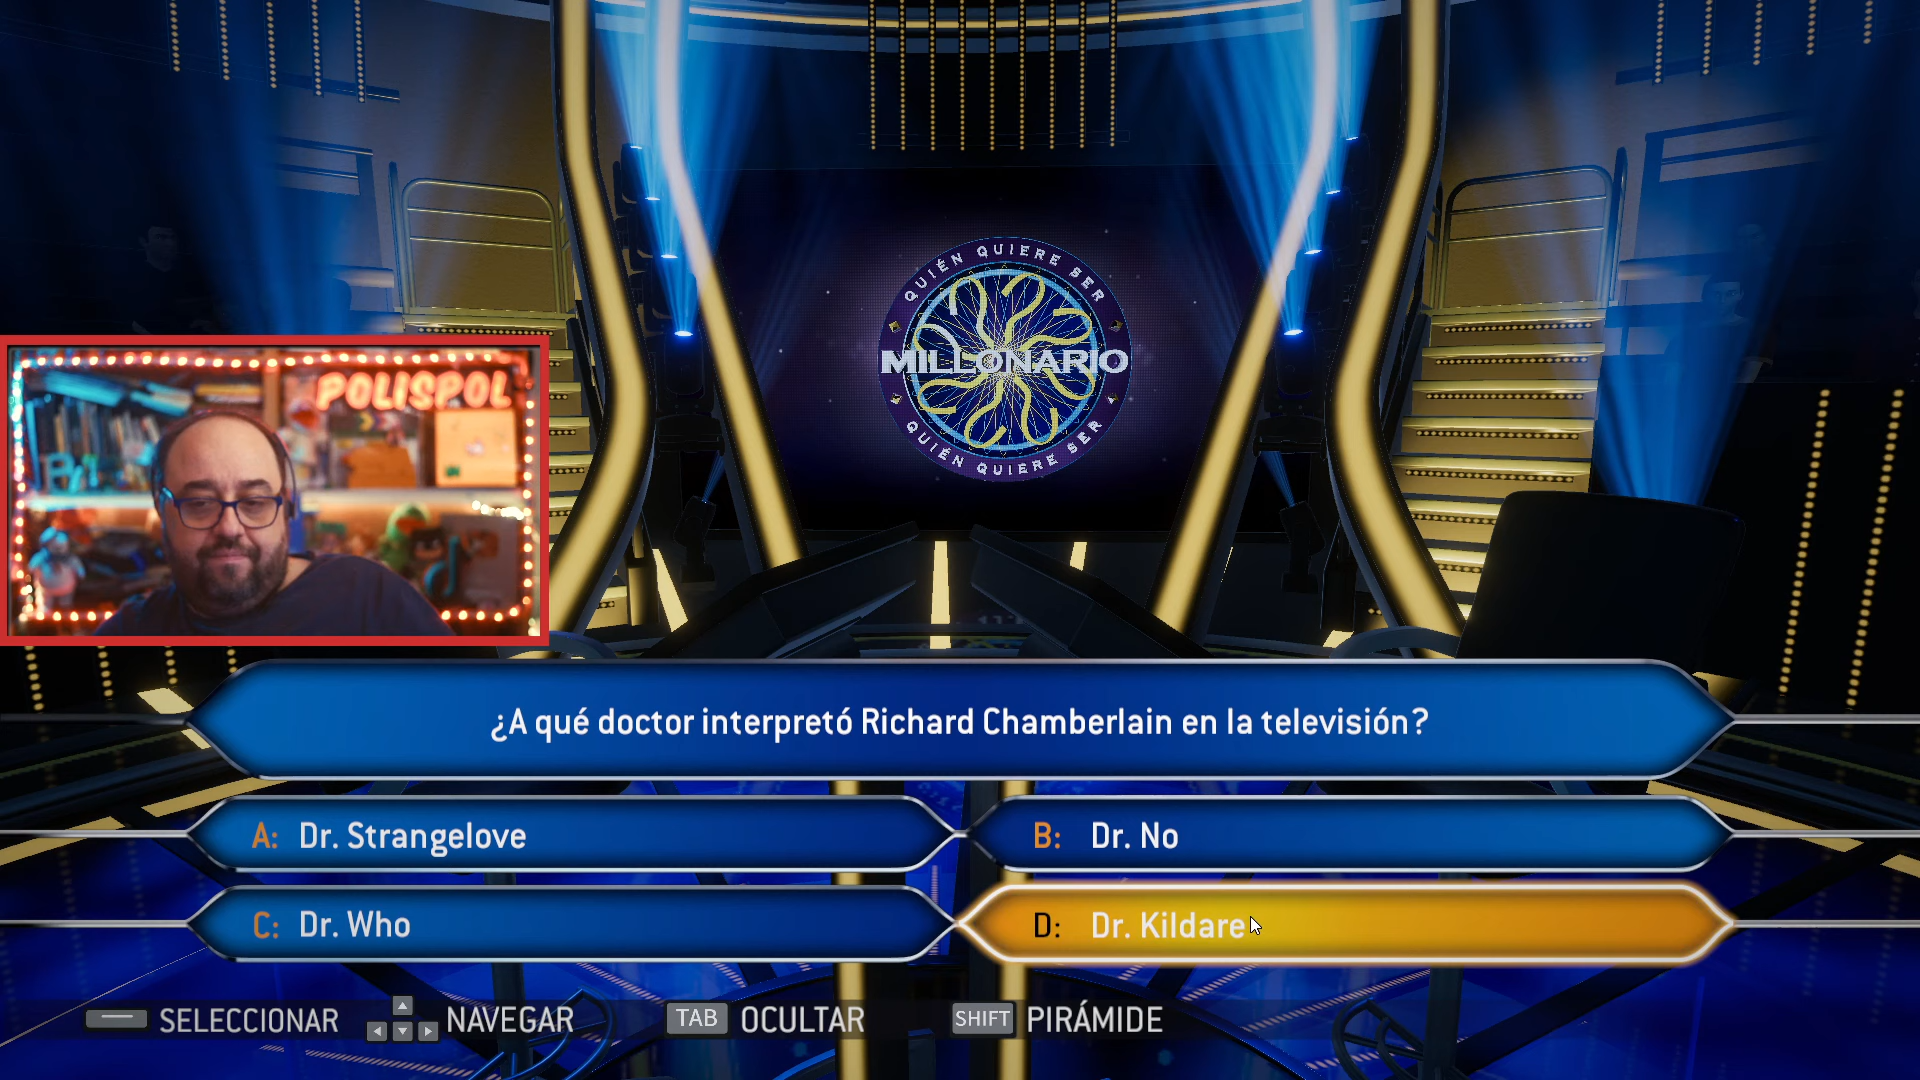 QUIÉN QUIERE SER
MILLONARIO
QUIÉN QUIERE SER
POLISPOL
¿A qué doctor interpretó Richard Chamberlain en la televisión?
A: Dr. Strangelove
B: Dr. No
C: Dr. Who
D: Dr. Kildare
SELECCIONAR
NAVEGAR
TAB OCULTAR
SHIFT PIRÁMIDE